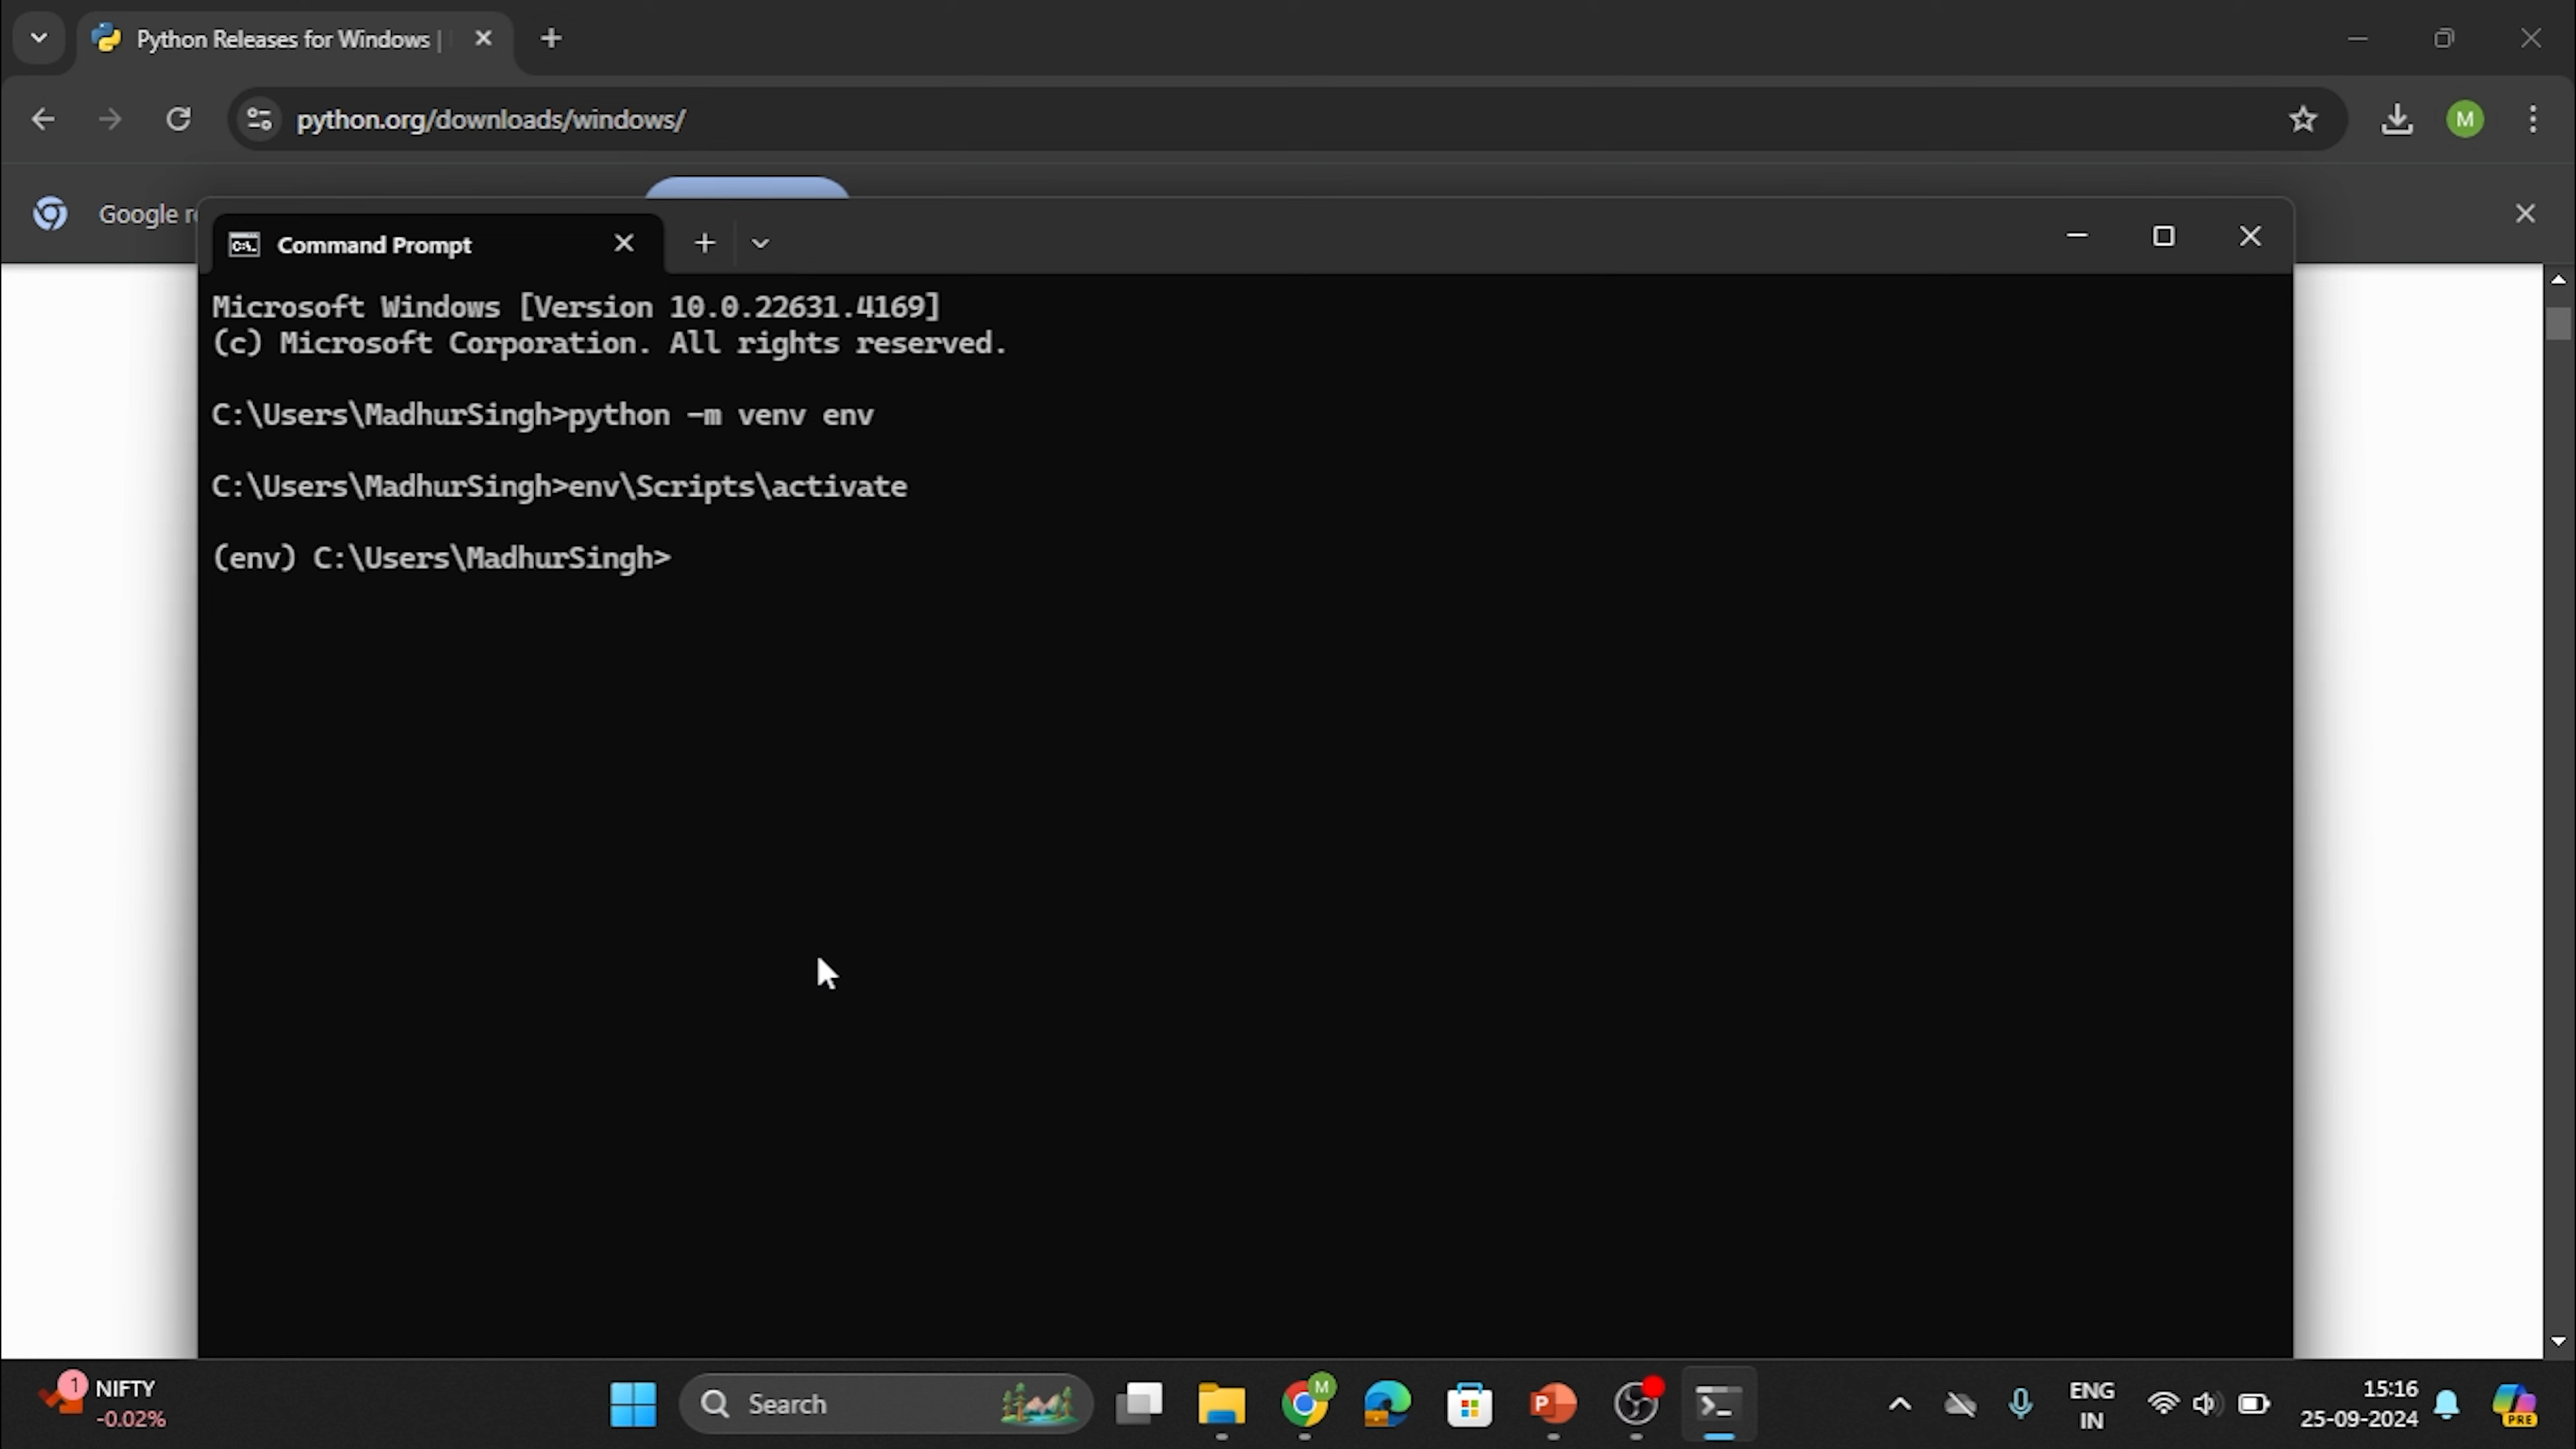 Python Releases for Windows |
python.org/downloads/windows/
Google r
Command Prompt
Microsoft Windows [Version 10.0.22631.4169]
(c) Microsoft Corporation. All rights reserved.
C:\Users\MadhurSingh>python -m venv env
C:\Users\MadhurSingh>env\Scripts\activate
(env) C:\Users\MadhurSingh>
1
NIFTY
-0.02%
Search
M
M
P
ENG
IN
15:16
25-09-2024
PRE